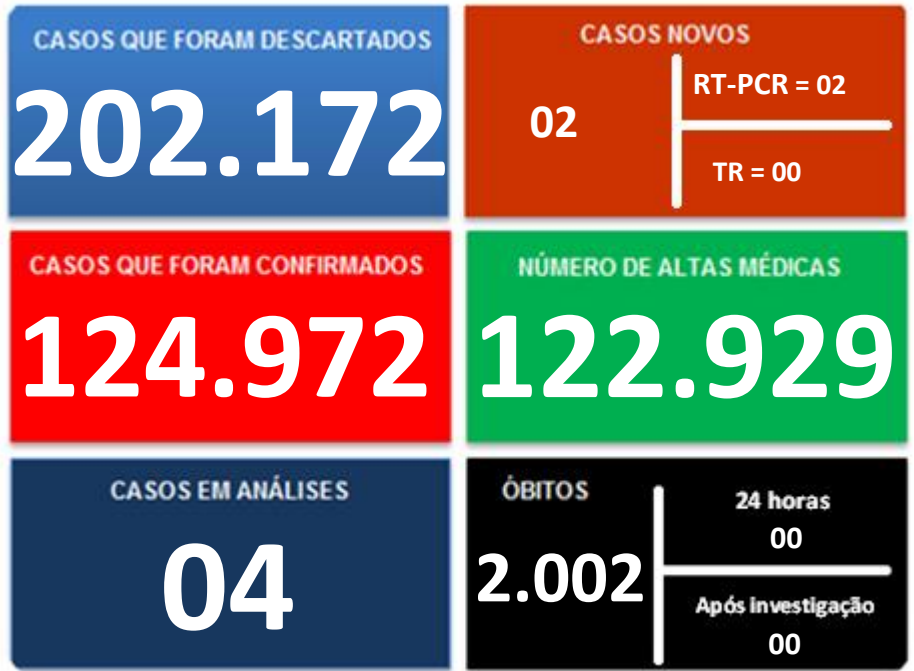 CASOS QUE FORAM DESCARTADOS
202.172
CASOS NOVOS
02
RT-PCR = 02
TR = 00
CASOS QUE FORAM CONFIRMADOS
124.972
NÚMERO DE ALTAS MÉDICAS
122.929
CASOS EM ANÁLISES
04
ÓBITOS
2.002
24 horas
00
Após investigação
00